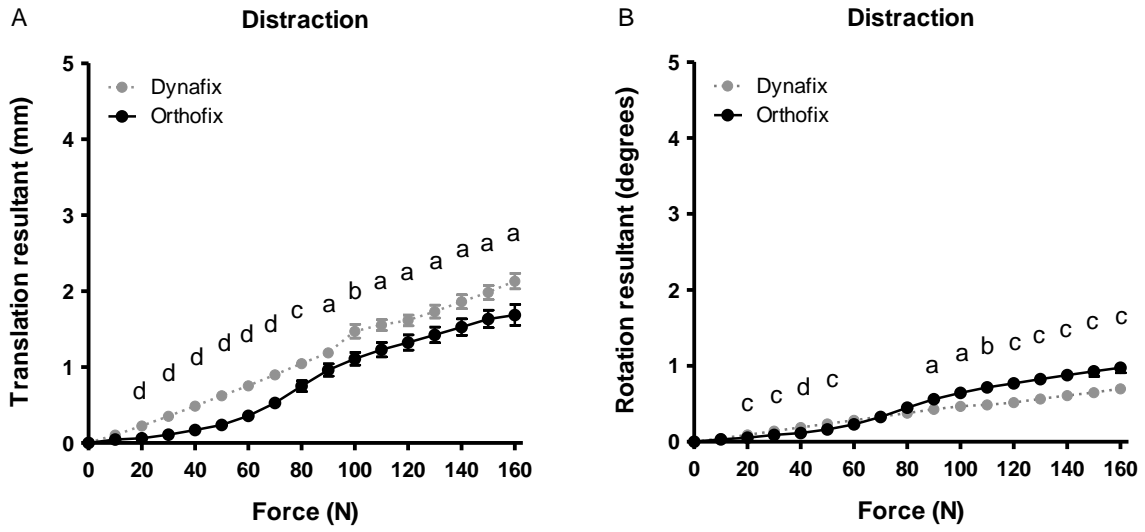 A
Distraction
Translation resultant (mm)
5
4
3
2
1
0
Dynafix
Orthofix
d d d d d d c a b a a a a a a
0 20 40 60 80 100 120 140 160
Force (N)
B
Distraction
Rotation resultant (degrees)
5
4
3
2
1
0
Dynafix
Orthofix
c c d c a a b c c c c c
0 20 40 60 80 100 120 140 160
Force (N)